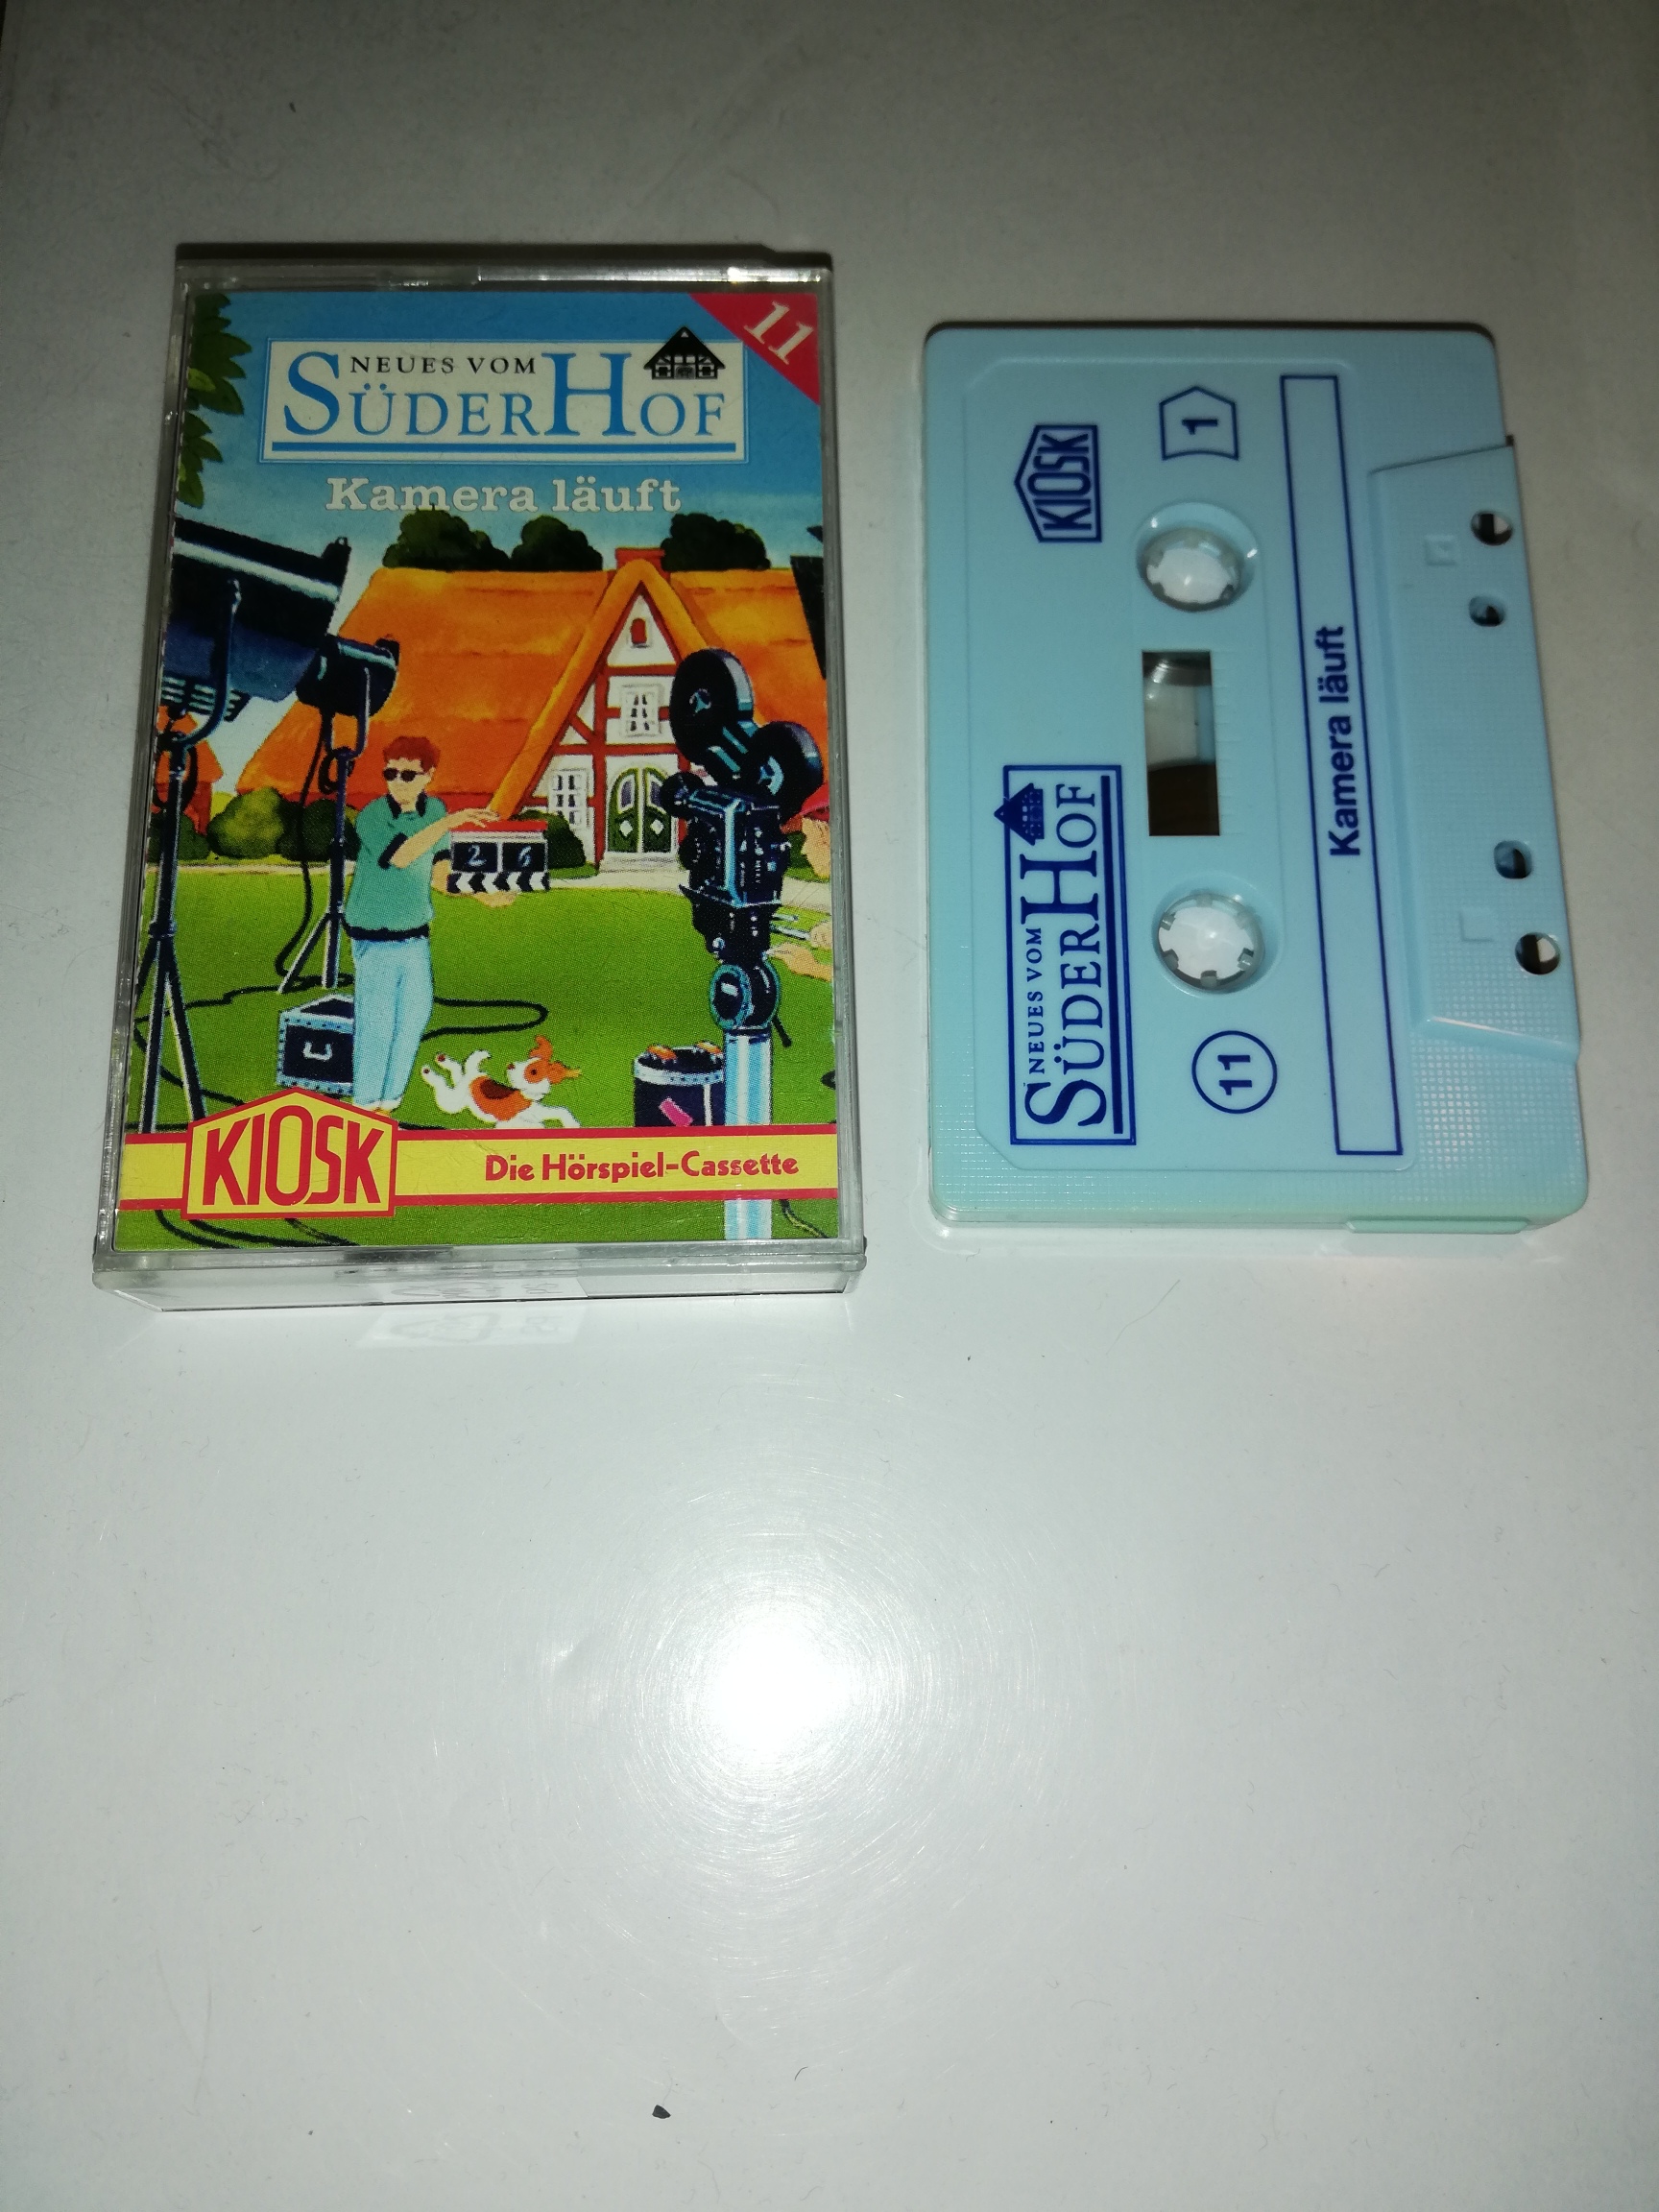 11
NEUES VOM
SÜDERHOF
Kamera läuft
2 6
KIOSK
Die Hörspiel-Cassette
KIOSK
1
NEUES VOM
SÜDERHOF
11
Kamera läuft